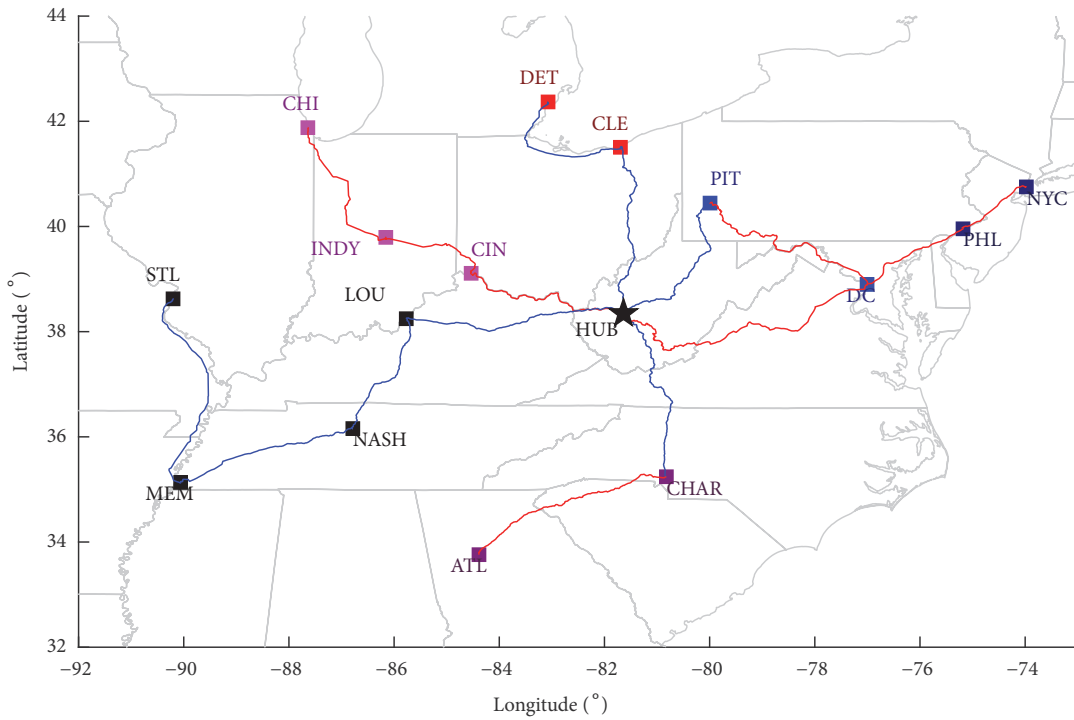 44
42
40
38
36
34
32
Latitude (°)
DET
CHI
CLE
PIT
NYC
PHL
INDY
CIN
STL
LOU
DC
HUB
NASH
MEM
CHAR
ATL
−92
−90
−88
−86
−84
−82
−80
−78
−76
−74
Longitude (°)